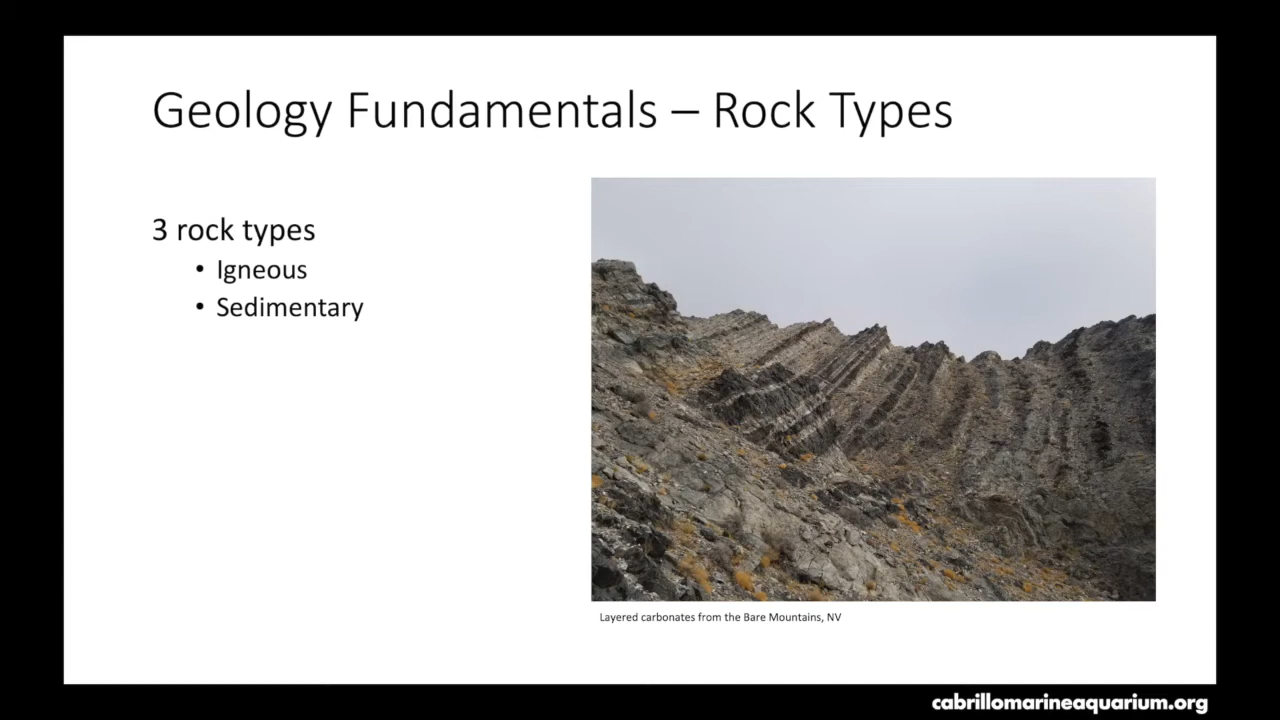 Geology Fundamentals – Rock Types
3 rock types
• Igneous
• Sedimentary
Layered carbonates from the Bare Mountains, NV
cabrillomarineaquarium.org